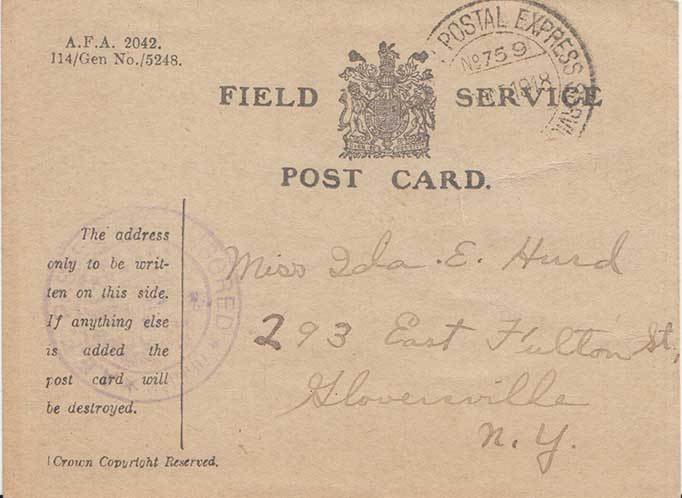 A.F.A. 2042.
114/Gen No./5248.
POSTAL EXPRESS
No 759
1918
FIELD SERVICE
POST CARD.
The address
only to be writ-
ten on this side.
If anything else
is added the
post card will
be destroyed.
Miss Ida. E. Hurd
293 East Fulton St,
Gloversville
N. Y.
Crown Copyright Reserved.